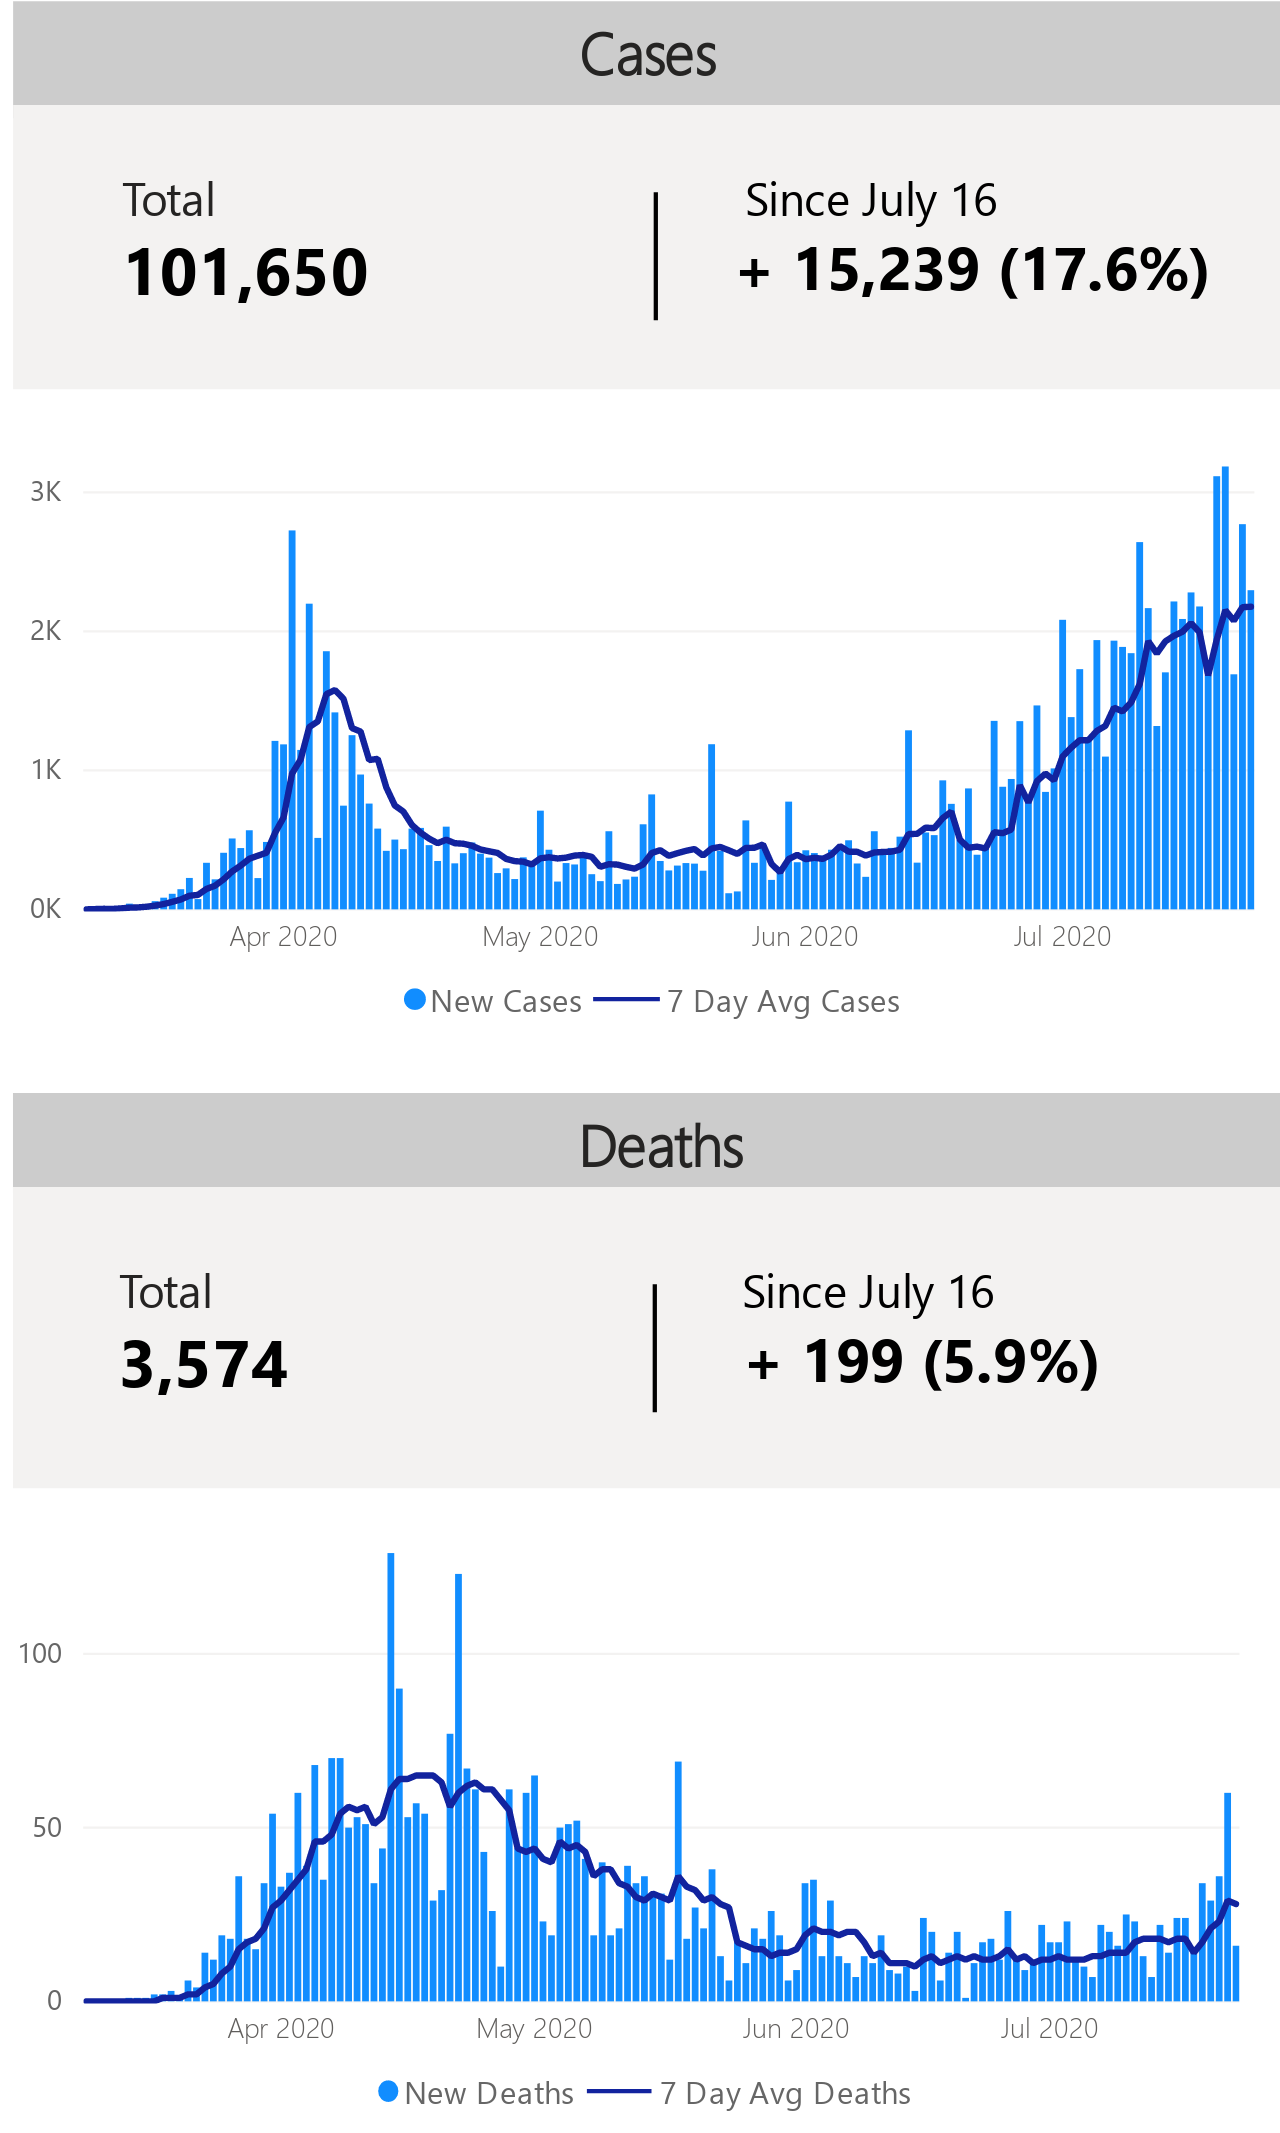 Cases
Total
Since July 16
101,650
+ 15,239 (17.6%)
3K
2K
1K
0K
Apr 2020
May 2020
Jun 2020
Jul 2020
New Cases
7 Day Avg Cases
Deaths
Total
Since July 16
3,574
+ 199 (5.9%)
100
50
0
Apr 2020
May 2020
Jun 2020
Jul 2020
New Deaths
7 Day Avg Deaths